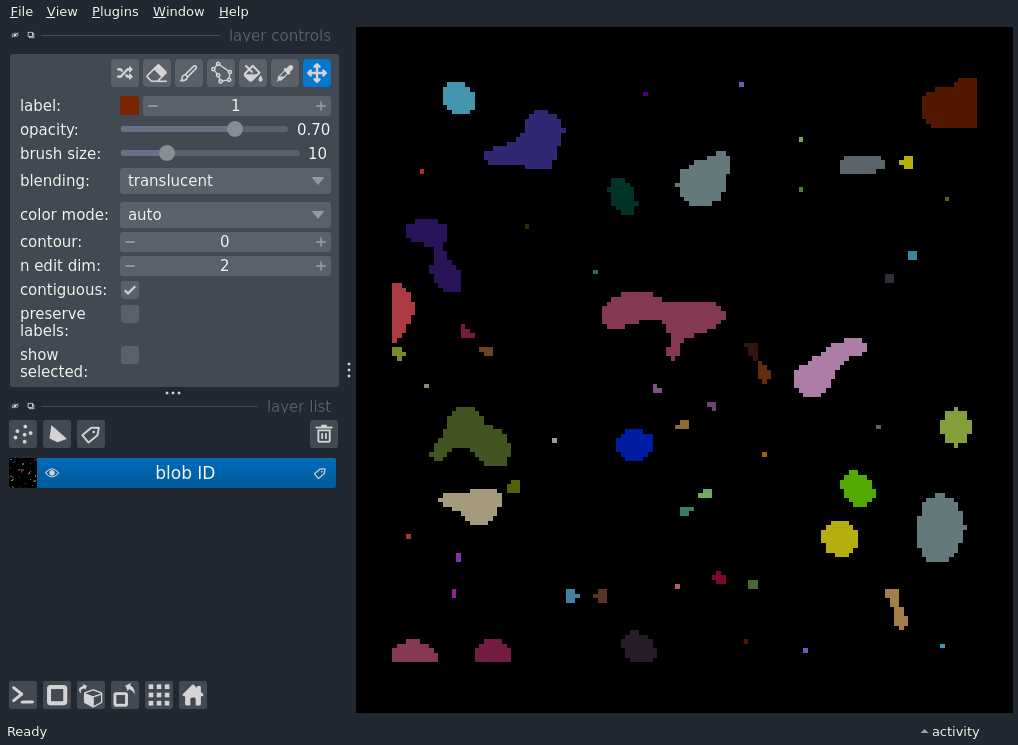 File View Plugins Window Help
layer controls
label: 1
opacity: 0.70
brush size: 10
blending: translucent
color mode: auto
contour: 0
n edit dim: 2
contiguous:
preserve
labels:
show
selected:
layer list
blob ID
Ready
activity